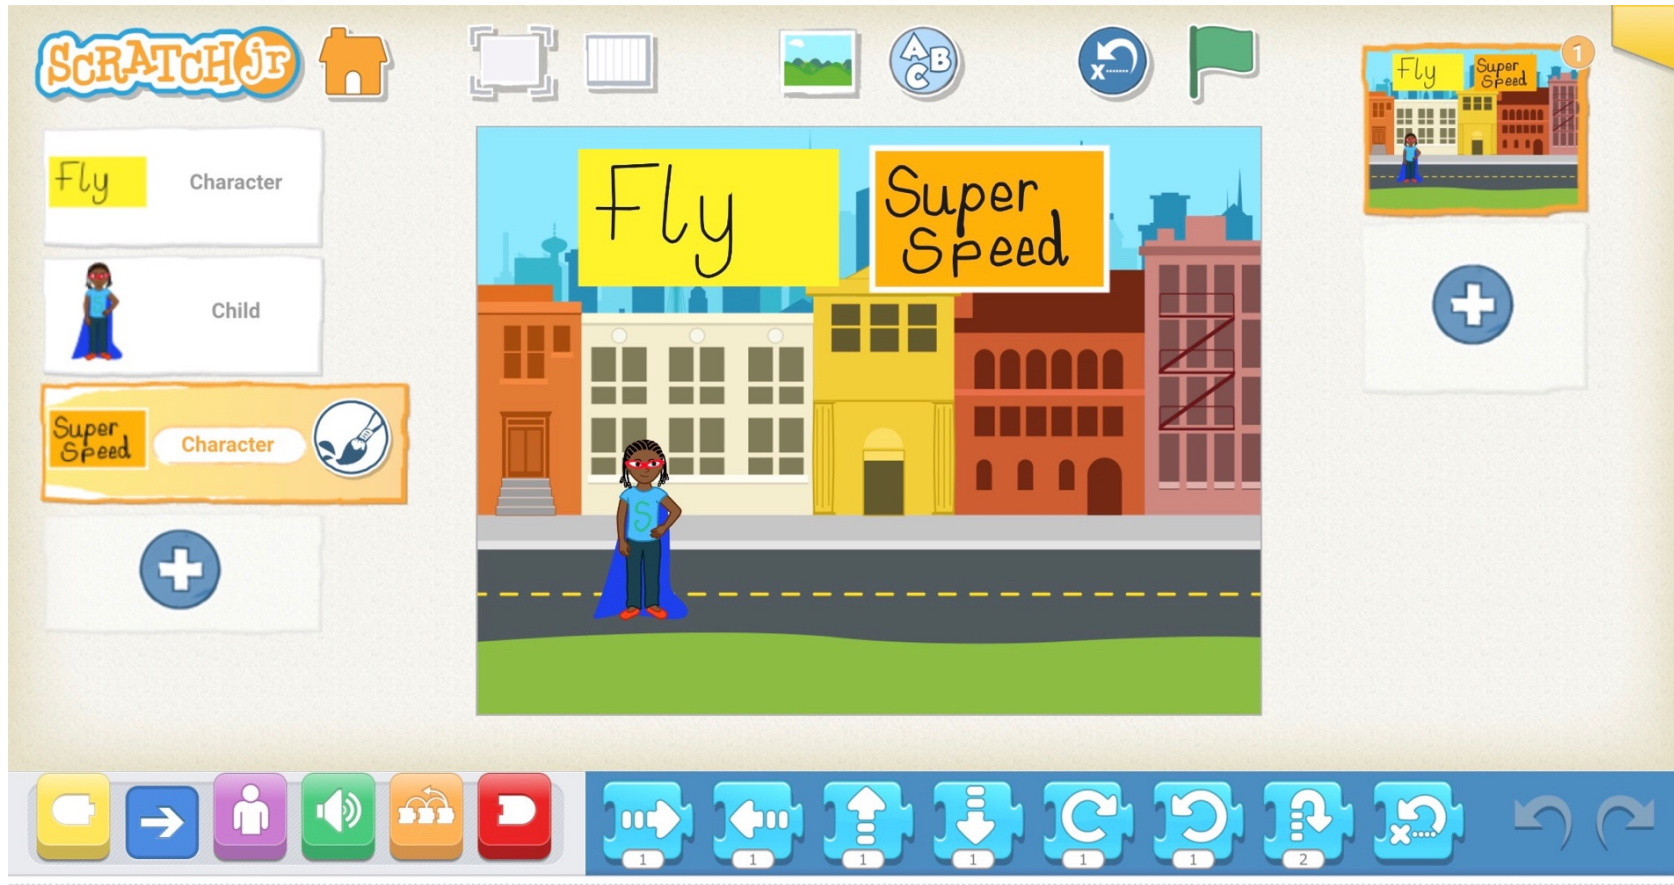 SCRATCHJr
ABC
x
1
Fly
Super
Speed
Fly
Character
Fly
Super
Speed
S
Child
Super
Speed
Character
1
1
1
1
1
1
2
x